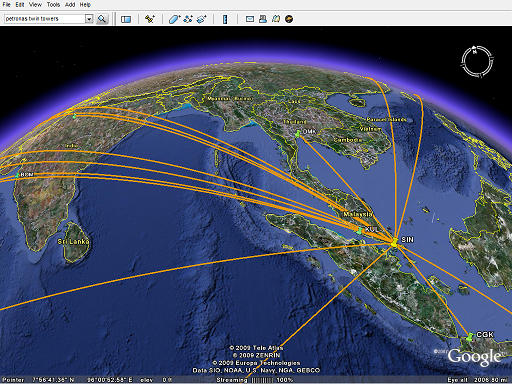 File Edit View Tools Add Help
petronas twin towers
N
Myanmar (Burma)
Laos
Paracel Islands
Thailand
DMK
Vietnam
Cambodia
India
BOM
Malaysia
KUL
SIN
Sri Lanka
CGK
© 2009 Tele Atlas
© 2009 ZENRIN
© 2009 Europa Technologies
Data SIO, NOAA, U.S. Navy, NGA, GEBCO
©2007 Google
Pointer 7°56'41.36" N 96°00'52.58" E elev 0 ft Streaming 100% Eye alt 2006.80 mi